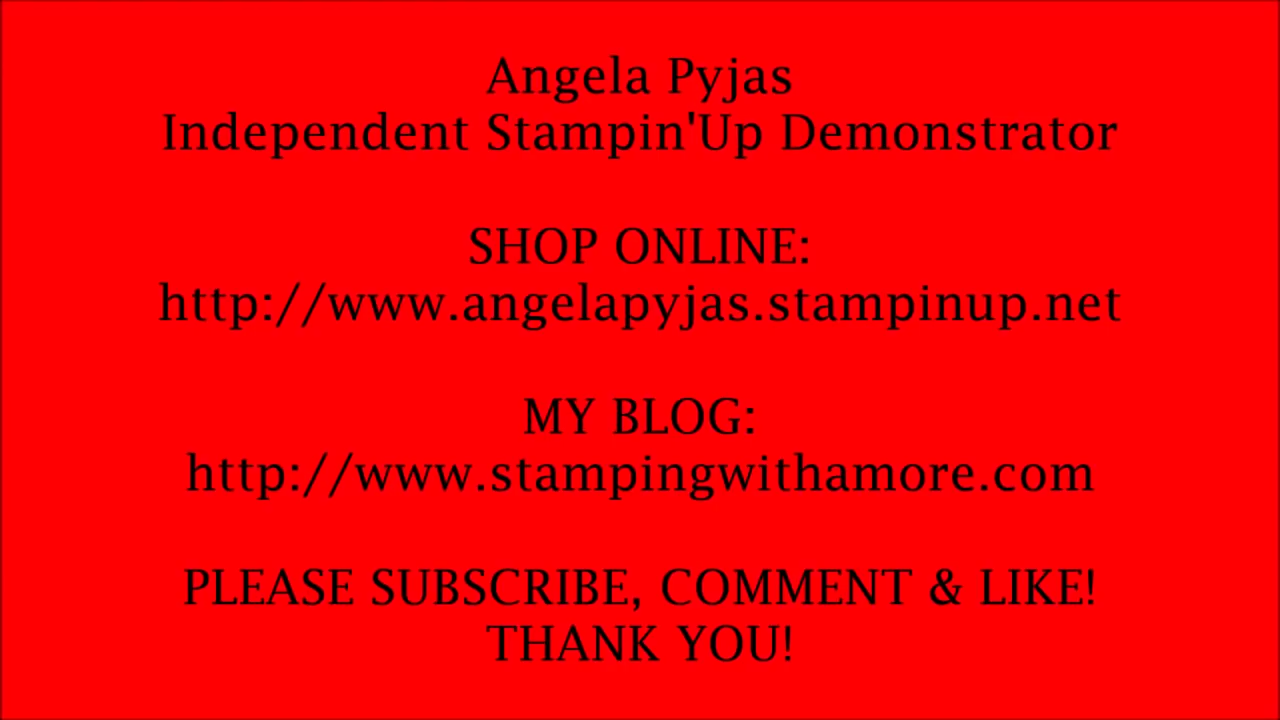 Angela Pyjas
Independent Stampin'Up Demonstrator
SHOP ONLINE:
http://www.angelapyjas.stampinup.net
MY BLOG:
http://www.stampingwithamore.com
PLEASE SUBSCRIBE, COMMENT & LIKE!
THANK YOU!